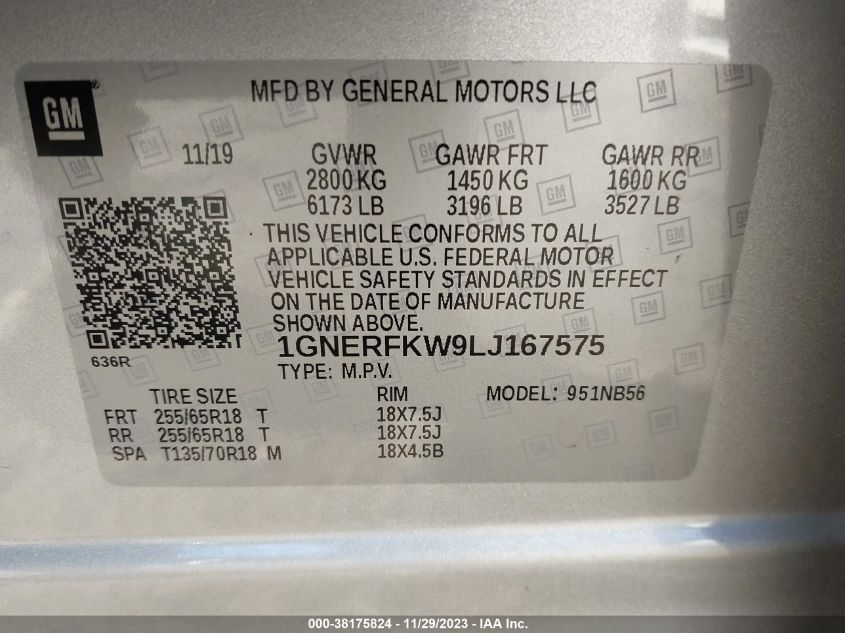 GM
MFD BY GENERAL MOTORS LLC
11/19 GVWR GAWR FRT GAWR RR
2800 KG 1450 KG 1600 KG
6173 LB 3196 LB 3527 LB
THIS VEHICLE CONFORMS TO ALL
APPLICABLE U.S. FEDERAL MOTOR
VEHICLE SAFETY STANDARDS IN EFFECT
ON THE DATE OF MANUFACTURE
SHOWN ABOVE.
636R
1GNERFKW9LJ167575
TYPE: M.P.V.
TIRE SIZE RIM MODEL: 951NB56
FRT 255/65R18 T 18X7.5J
RR 255/65R18 T 18X7.5J
SPA T135/70R18 M 18X4.5B
000-38175824 - 11/29/2023 - IAA Inc.